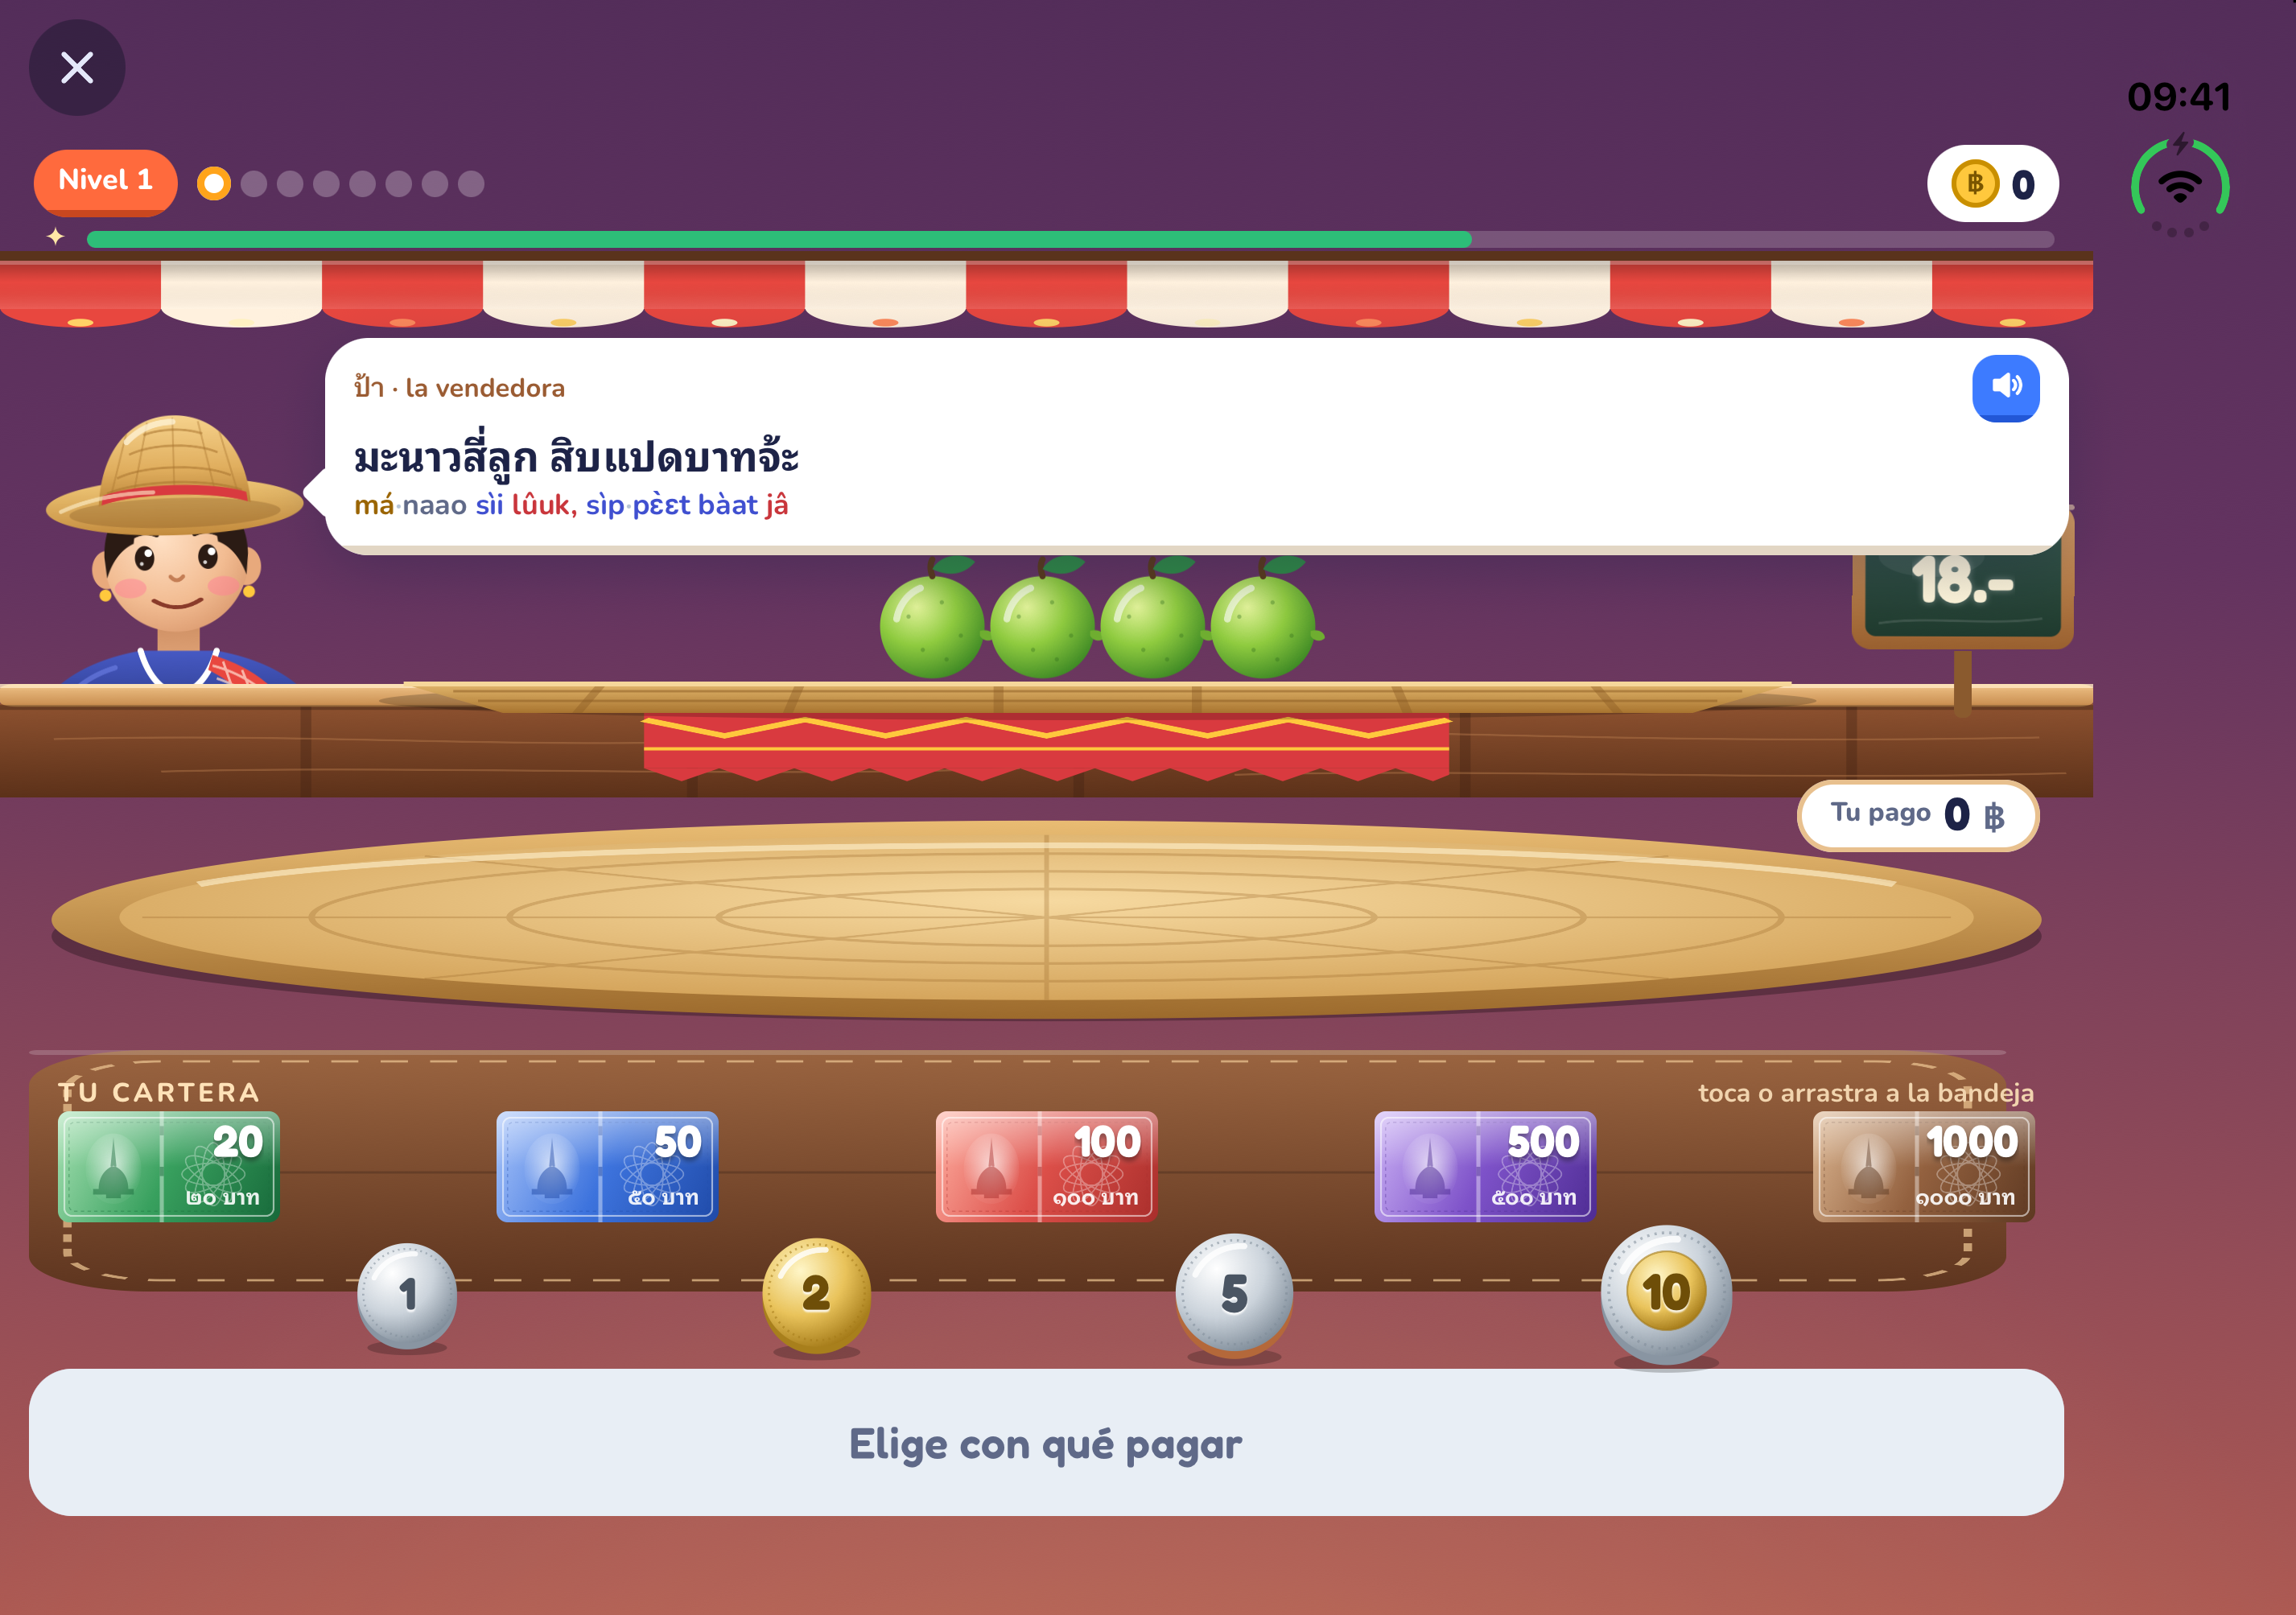 09:41
Nivel 1
฿ 0
ป้า · la vendedora
มะนาวสี่ลูก สิบแปดบาทจ้ะ
má·naao sìi lûuk, sìp·pὲɛt bàat jâ
18.-
Tu pago 0 ฿
TU CARTERA
toca o arrastra a la bandeja
20
๒๐ บาท
50
๕๐ บาท
100
๑๐๐ บาท
500
๕๐๐ บาท
1000
๑๐๐๐ บาท
1
2
5
10
Elige con qué pagar